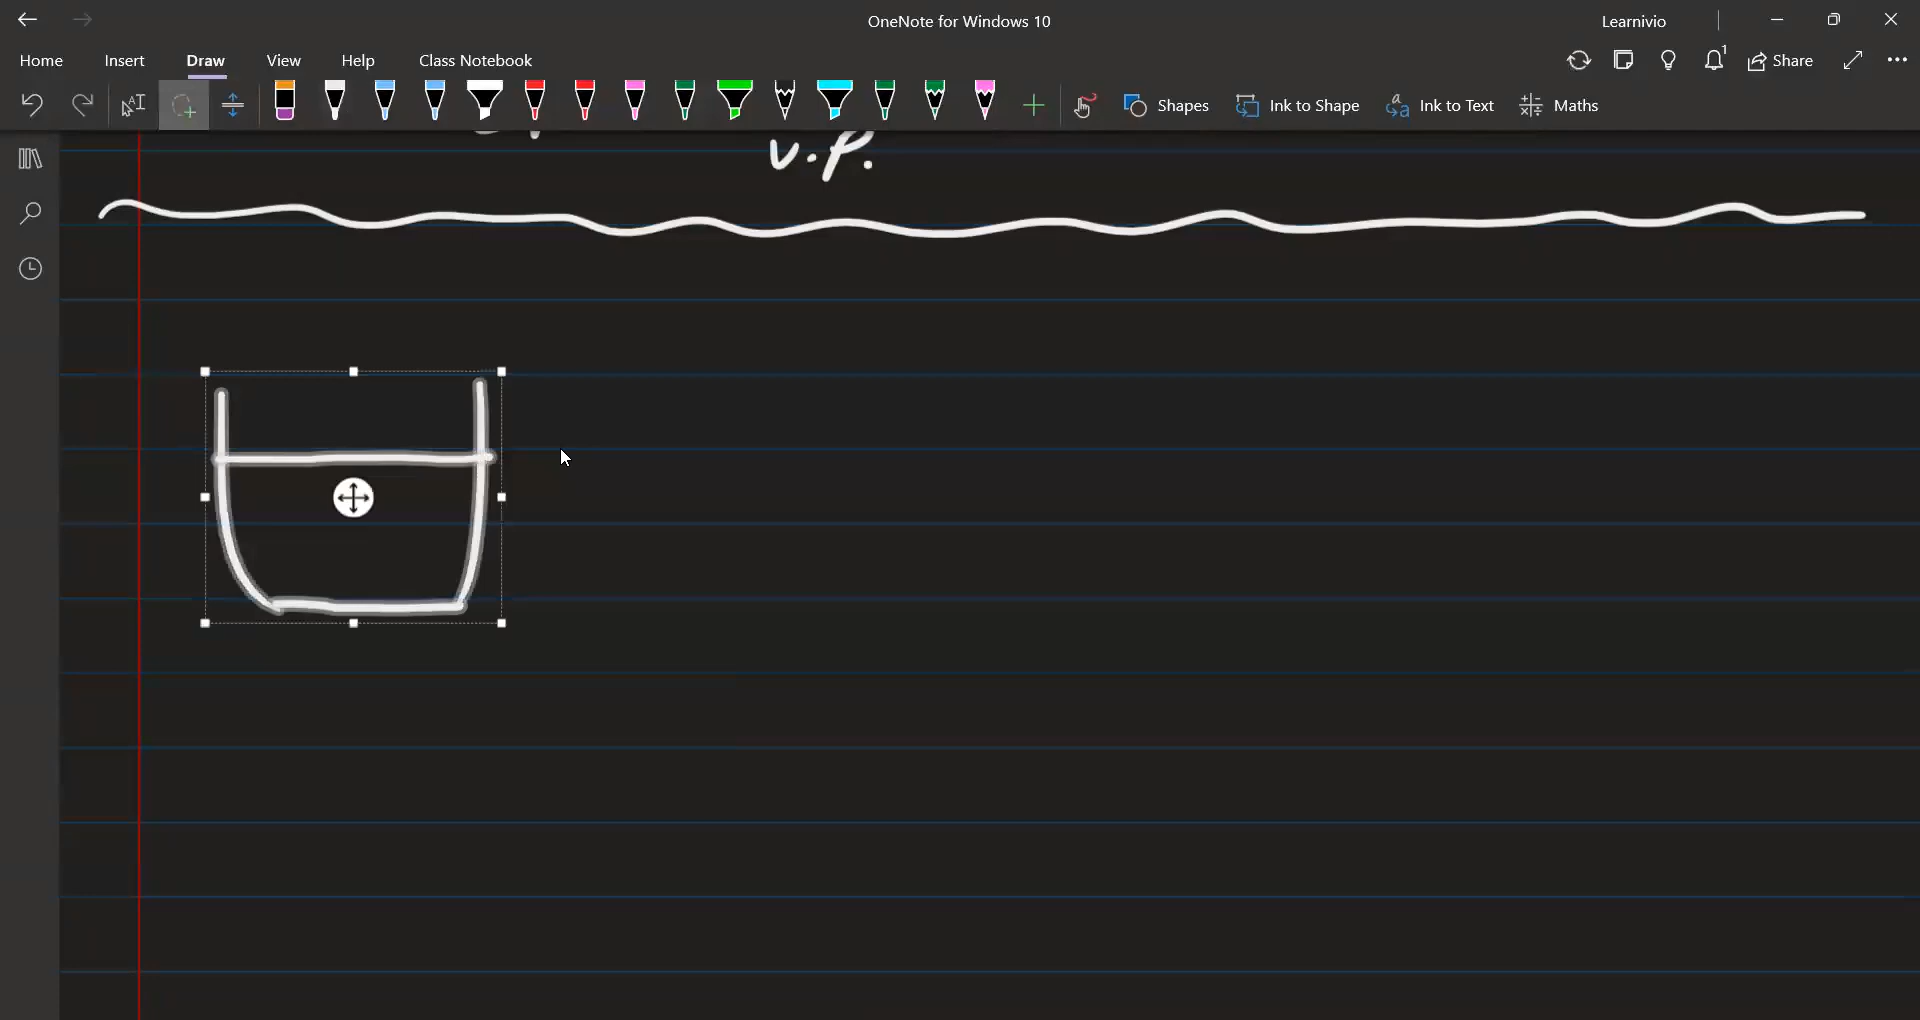 OneNote for Windows 10
Learnivio
Home Insert Draw View Help Class Notebook
1
Share
Shapes Ink to Shape Ink to Text Maths
v.p.